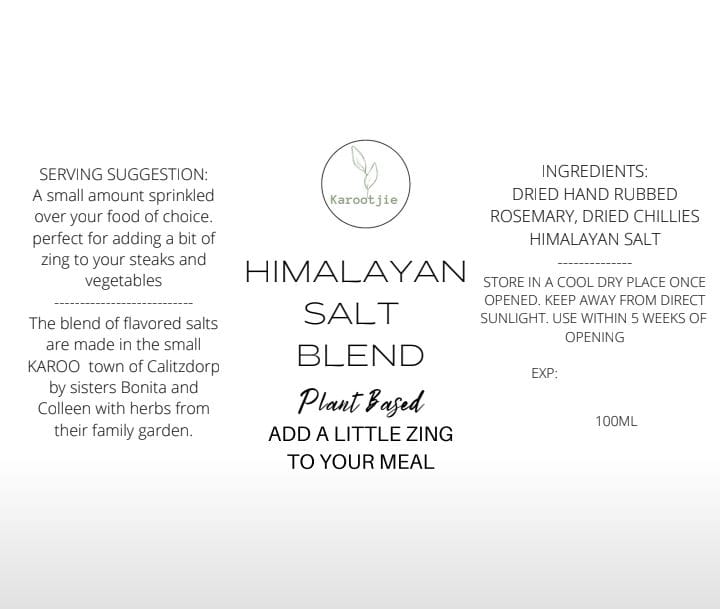 SERVING SUGGESTION:
A small amount sprinkled
over your food of choice.
perfect for adding a bit of
zing to your steaks and
vegetables
---------------------------
The blend of flavored salts
are made in the small
KAROO town of Calitzdorp
by sisters Bonita and
Colleen with herbs from
their family garden.
Karootjie
HIMALAYAN
SALT
BLEND
Plant Based
ADD A LITTLE ZING
TO YOUR MEAL
INGREDIENTS:
DRIED HAND RUBBED
ROSEMARY, DRIED CHILLIES
HIMALAYAN SALT
--------------
STORE IN A COOL DRY PLACE ONCE
OPENED. KEEP AWAY FROM DIRECT
SUNLIGHT. USE WITHIN 5 WEEKS OF
OPENING
EXP:
100ML